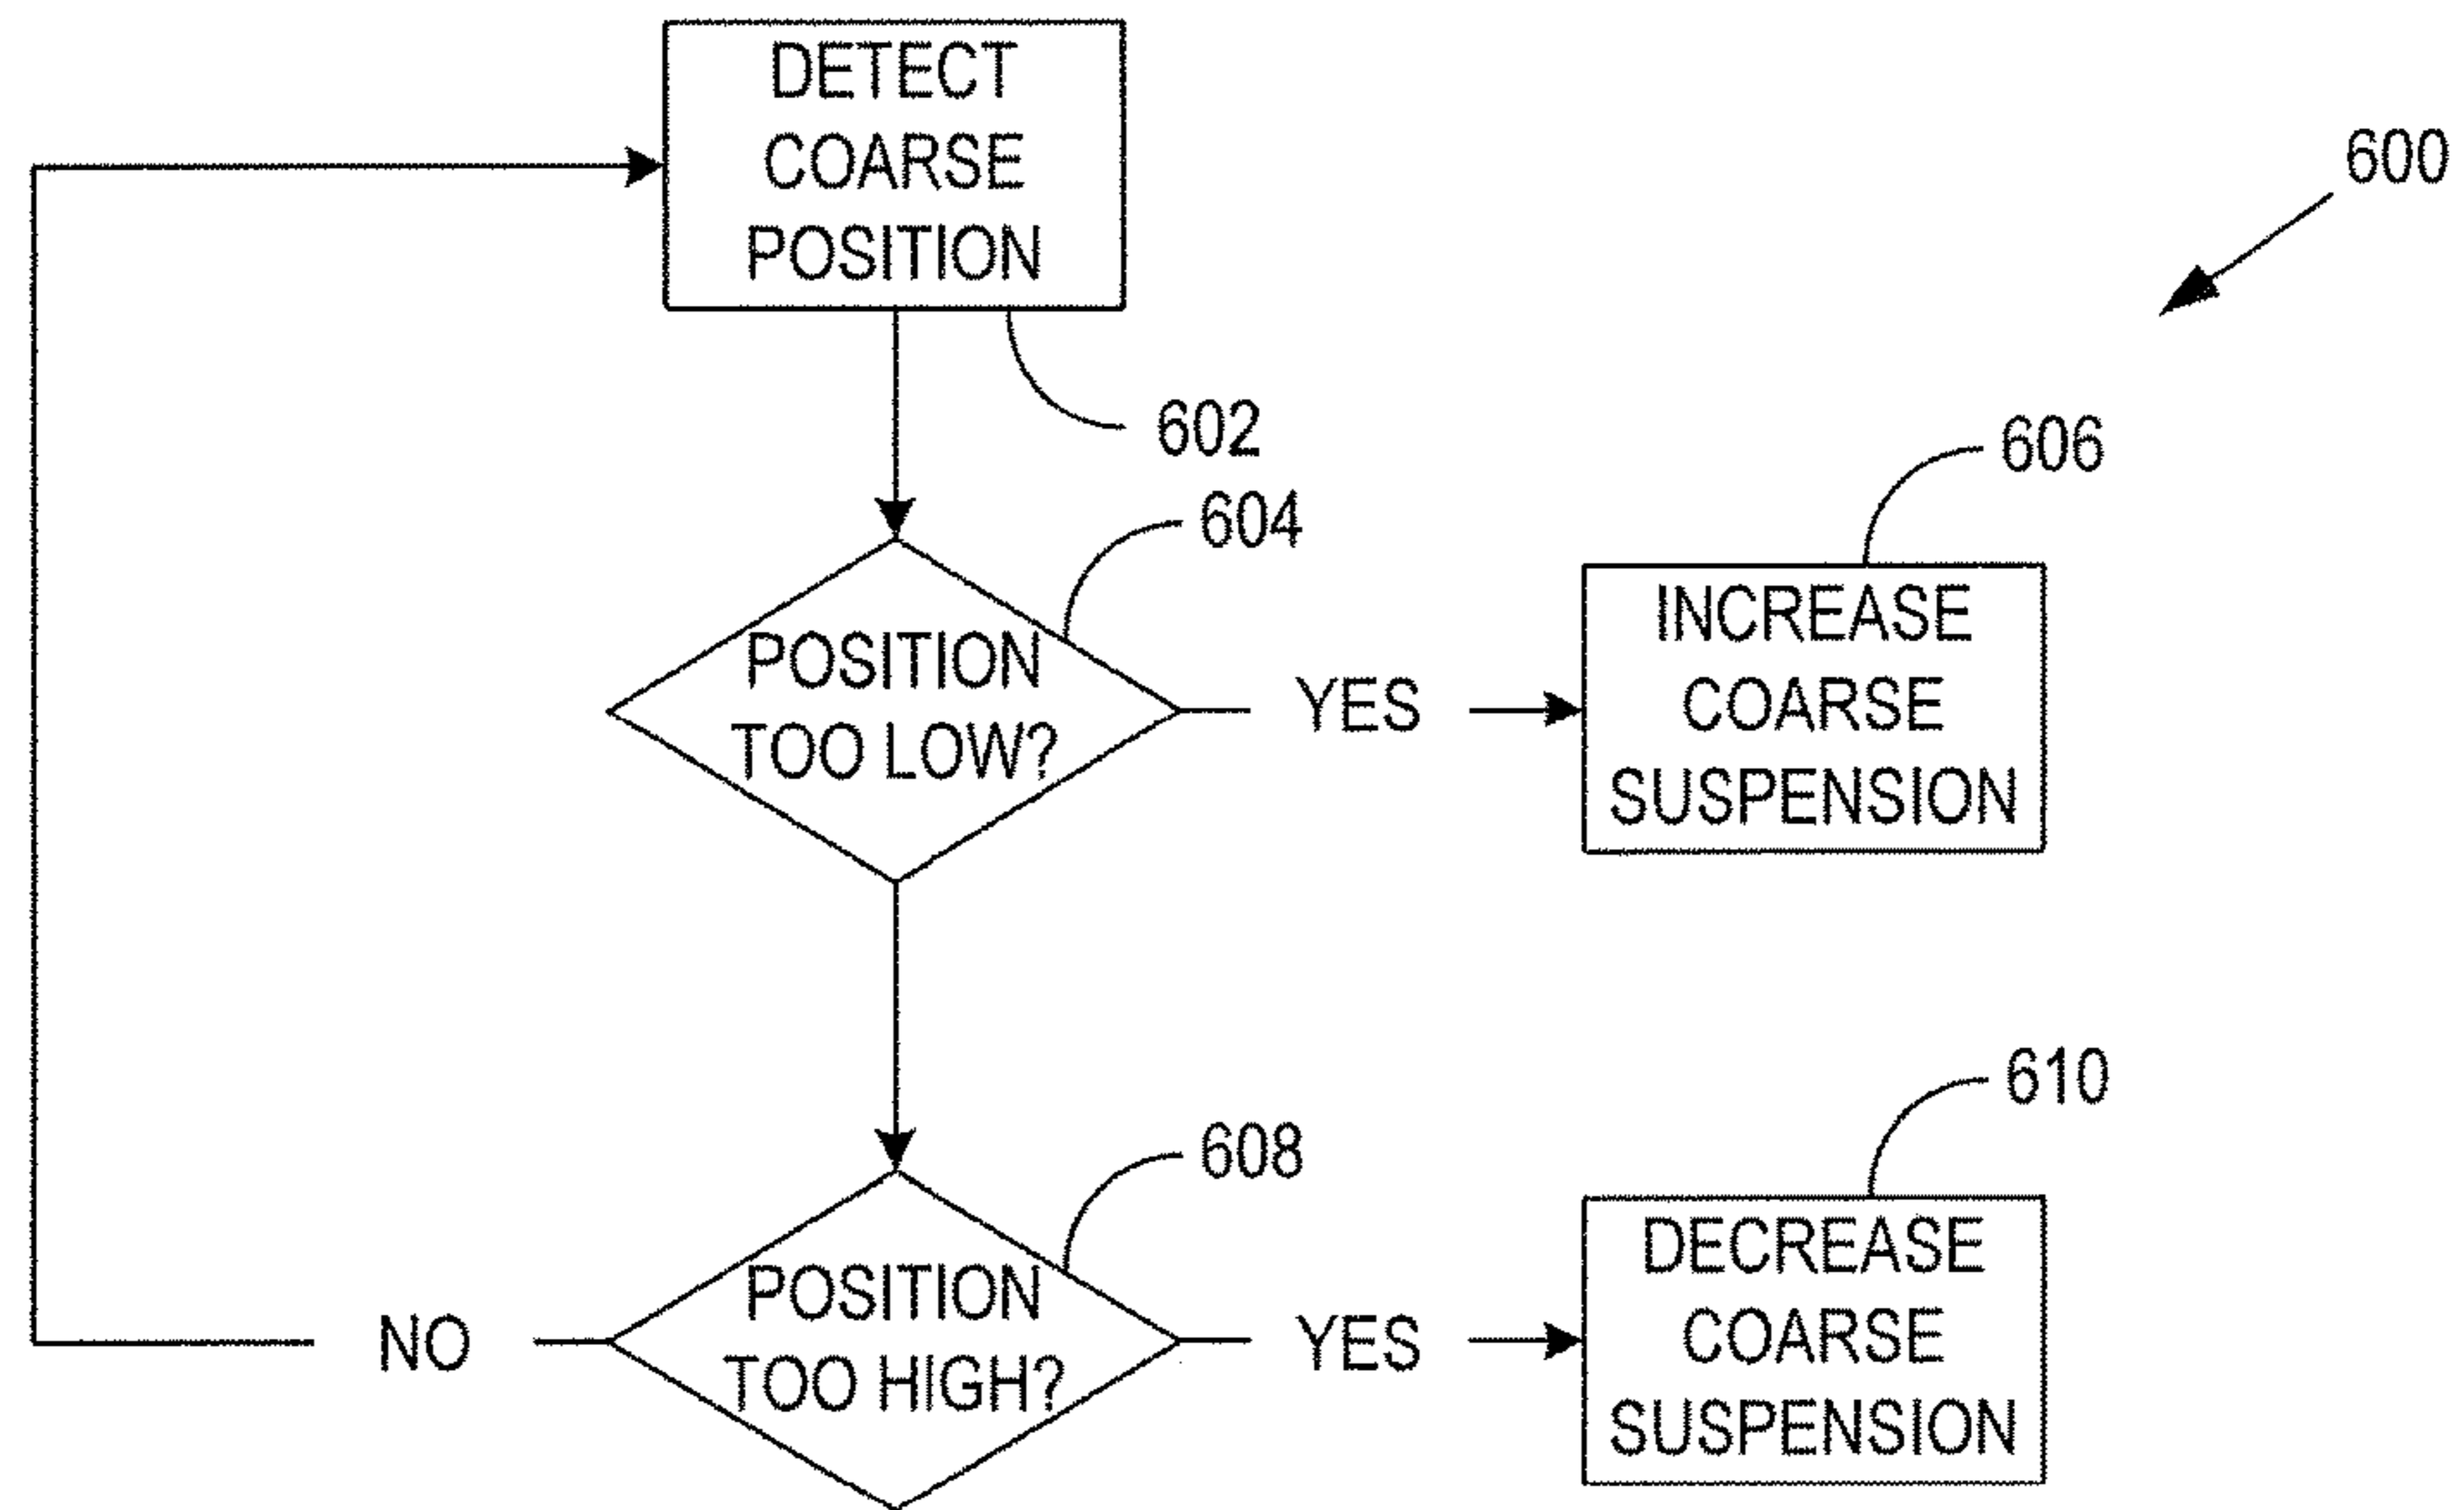 DETECT
COARSE
POSITION
600
602
604
606
POSITION
TOO LOW?
YES
INCREASE
COARSE
SUSPENSION
608
610
NO
POSITION
TOO HIGH?
YES
DECREASE
COARSE
SUSPENSION